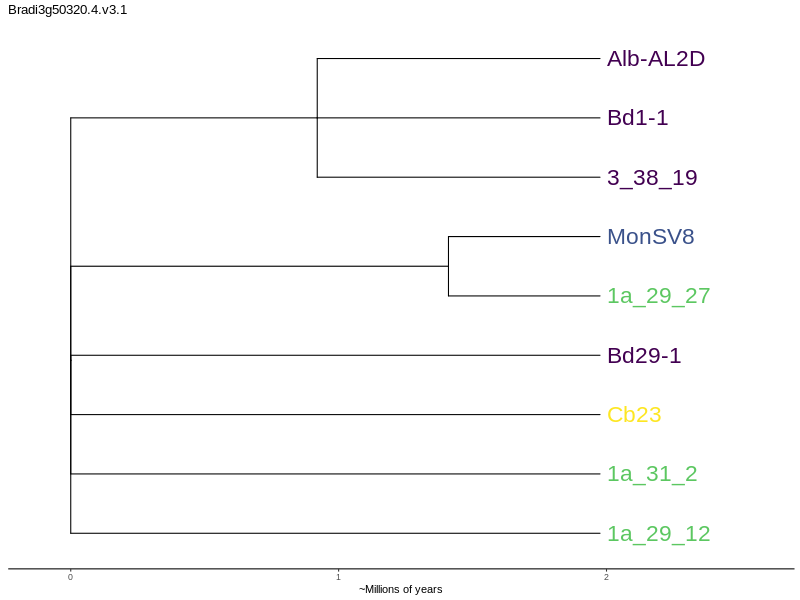 Bradi3g50320.4.v3.1
Alb-AL2D
Bd1-1
3_38_19
MonSV8
1a_29_27
Bd29-1
Cb23
1a_31_2
1a_29_12
0 1 2
~Millions of years